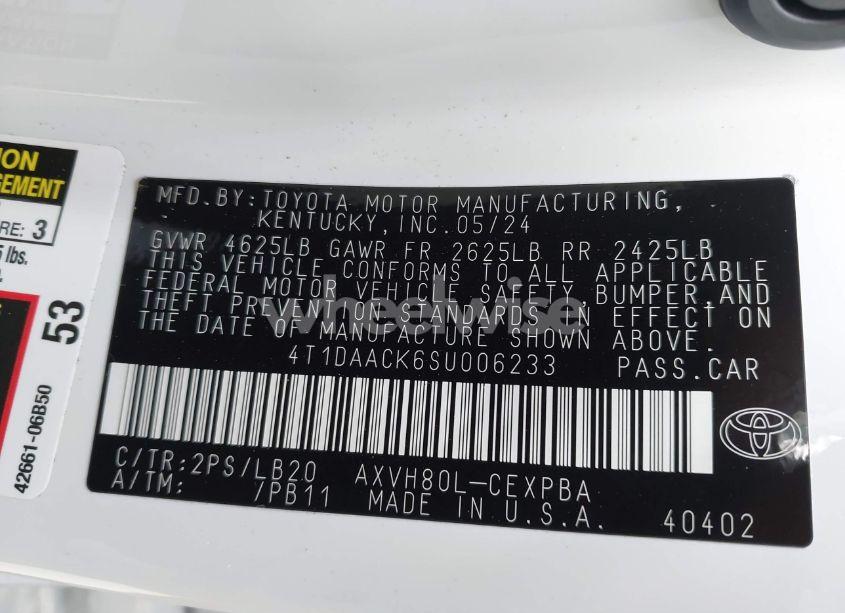 ION
GEMENT
RE: 3
5 lbs.
53
42661-06B50
MFD.BY:TOYOTA MOTOR MANUFACTURING,
KENTUCKY,INC.05/24
GVWR 4625LB GAWR FR 2625LB RR 2425LB
THIS VEHICLE CONFORMS TO ALL APPLICABLE
FEDERAL MOTOR VEHICLE SAFETY,BUMPER,AND
THEFT PREVENTION STANDARDS IN EFFECT ON
THE DATE OF MANUFACTURE SHOWN ABOVE.
wheelwise
4T1DAACK6SU006233 PASS.CAR
C/TR:2PS/LB20 AXVH80L-CEXPBA
A/TM: /PB11 MADE IN U.S.A. 40402